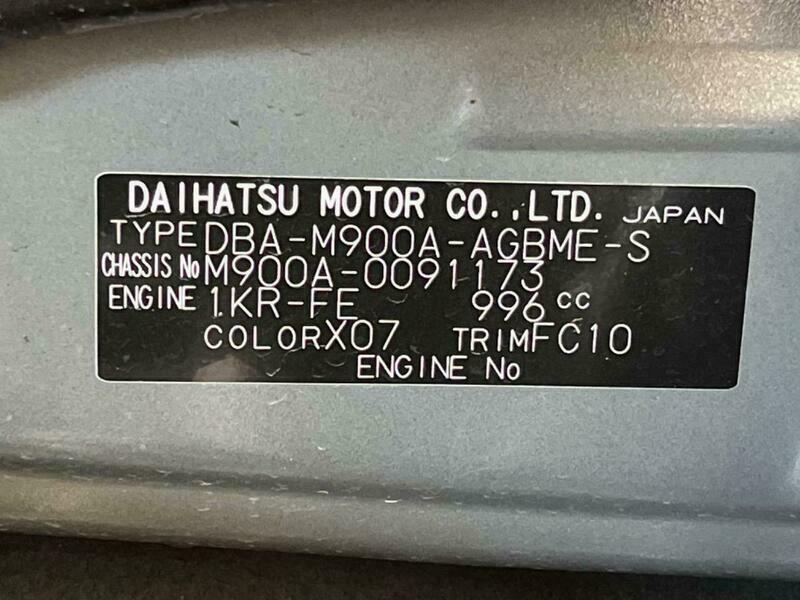 DAIHATSU MOTOR CO.,LTD. JAPAN
TYPE DBA-M900A-AGBME-S
CHASSIS No M900A-0091173
ENGINE 1KR-FE 996 cc
COLOR X07 TRIM FC10
ENGINE No